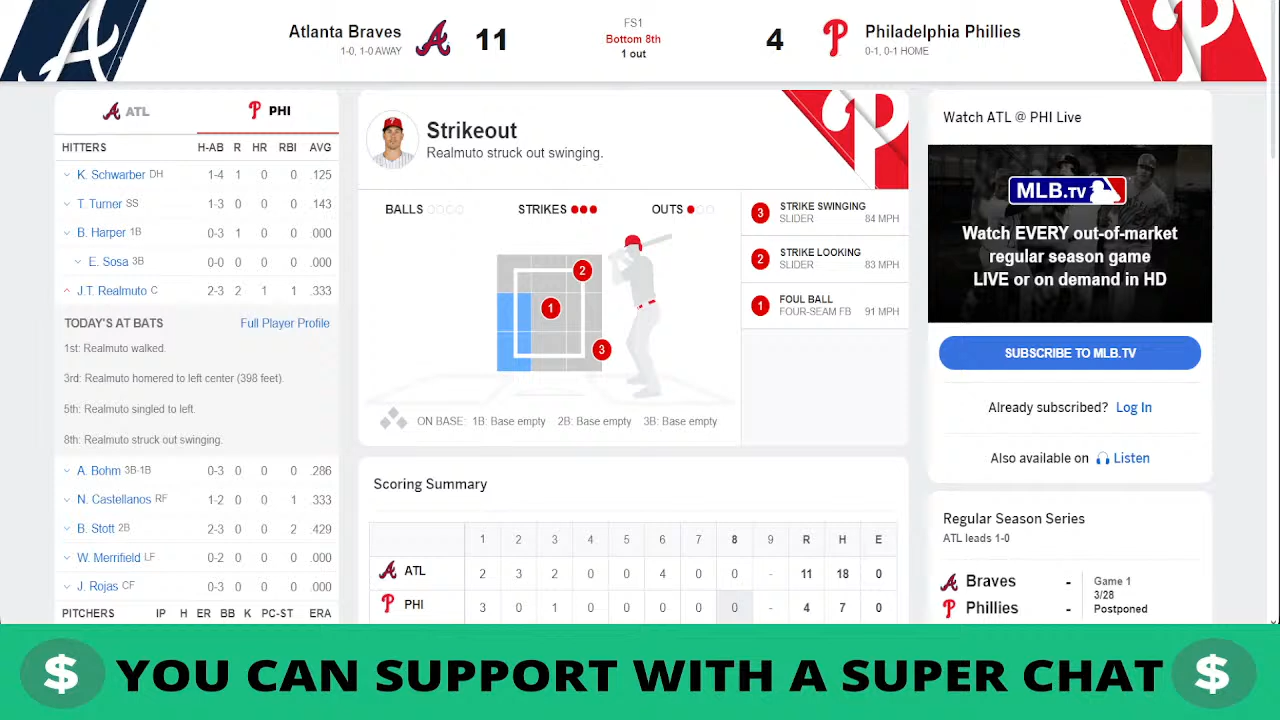 Atlanta Braves
1-0, 1-0 AWAY
11
FS1
Bottom 8th
1 out
4
Philadelphia Phillies
0-1, 0-1 HOME
ATL
PHI
HITTERS H-AB R HR RBI AVG
K. Schwarber DH 1-4 1 0 0 .125
T. Turner SS 1-3 0 0 0 .143
B. Harper 1B 0-3 1 0 0 .000
E. Sosa 3B 0-0 0 0 0 .000
J.T. Realmuto C 2-3 2 1 1 .333
TODAY'S AT BATS Full Player Profile
1st: Realmuto walked.
3rd: Realmuto homered to left center (398 feet).
5th: Realmuto singled to left.
8th: Realmuto struck out swinging.
A. Bohm 3B-1B 0-3 0 0 0 .286
N. Castellanos RF 1-2 0 0 1 .333
B. Stott 2B 2-3 0 0 2 .429
W. Merrifield LF 0-2 0 0 0 .000
J. Rojas CF 0-3 0 0 0 .000
PITCHERS IP H ER BB K PC-ST ERA
Strikeout
Realmuto struck out swinging.
BALLS STRIKES OUTS
2
1
3
3 STRIKE SWINGING
SLIDER 84 MPH
2 STRIKE LOOKING
SLIDER 83 MPH
1 FOUL BALL
FOUR-SEAM FB 91 MPH
ON BASE: 1B: Base empty 2B: Base empty 3B: Base empty
Scoring Summary
1 2 3 4 5 6 7 8 9 R H E
ATL 2 3 2 0 0 4 0 0 - 11 18 0
PHI 3 0 1 0 0 0 0 0 - 4 7 0
Watch ATL @ PHI Live
MLB.TV
Watch EVERY out-of-market
regular season game
LIVE or on demand in HD
SUBSCRIBE TO MLB.TV
Already subscribed? Log In
Also available on Listen
Regular Season Series
ATL leads 1-0
Braves - Game 1
3/28
Phillies - Postponed
$ YOU CAN SUPPORT WITH A SUPER CHAT $